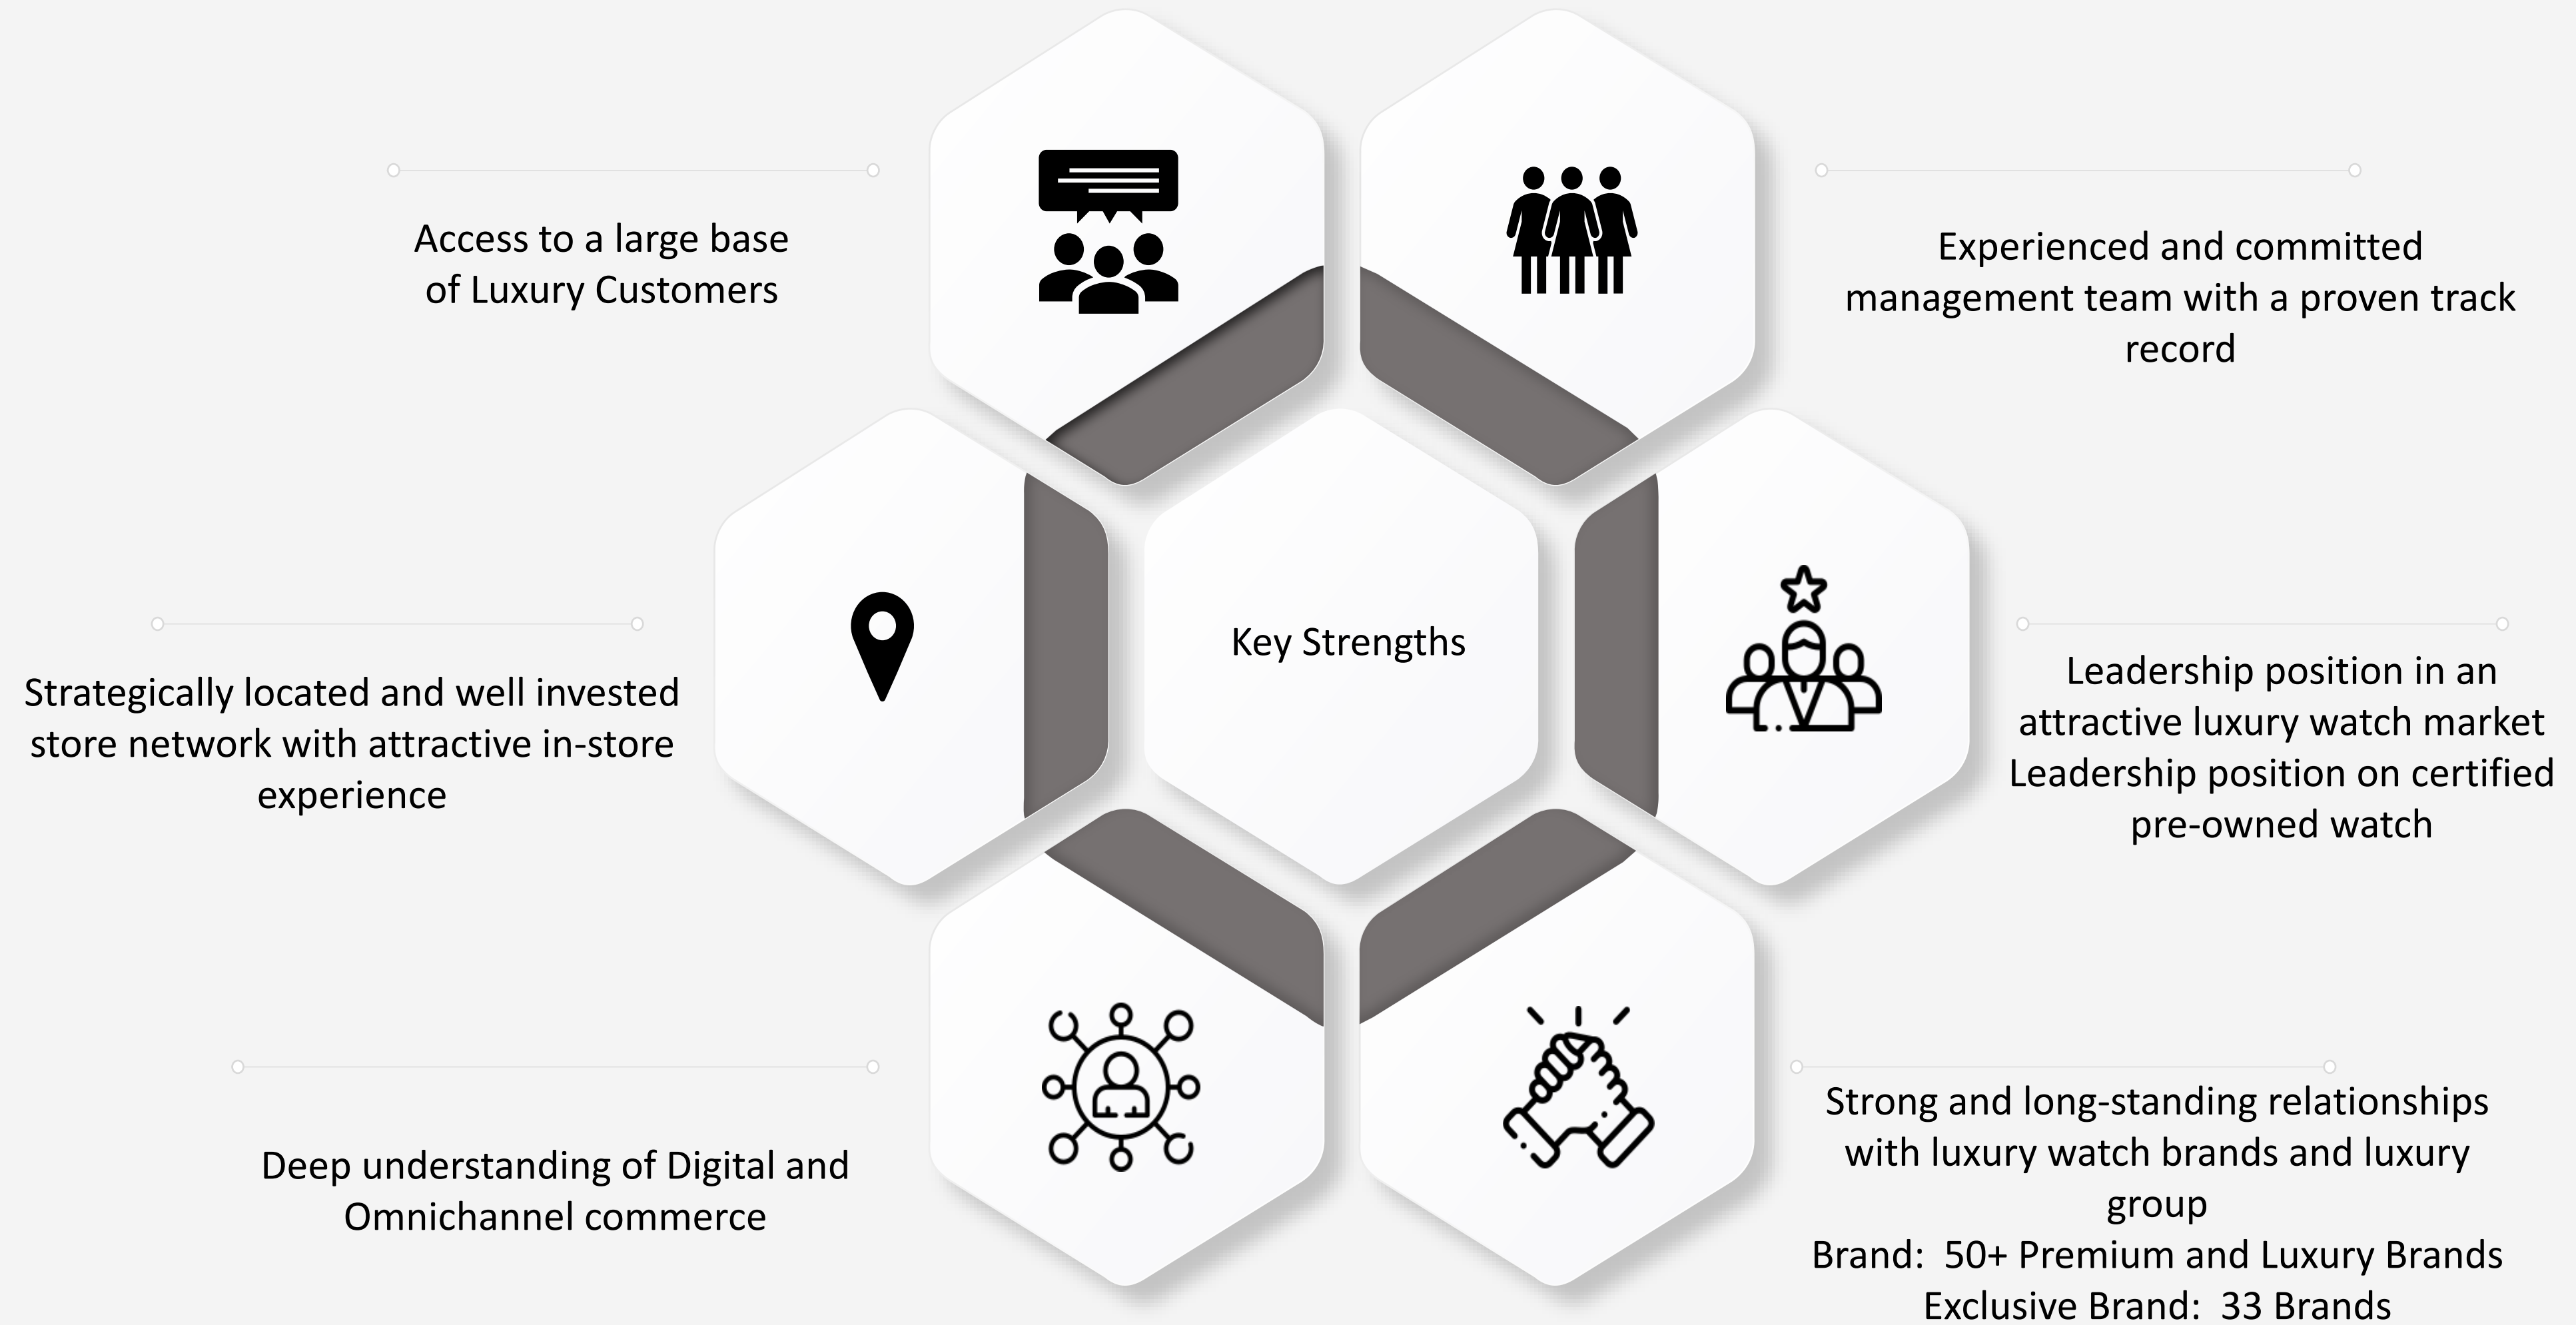 Access to a large base
of Luxury Customers
Experienced and committed
management team with a proven track
record
Strategically located and well invested
store network with attractive in-store
experience
Key Strengths
Leadership position in an
attractive luxury watch market
Leadership position on certified
pre-owned watch
Deep understanding of Digital and
Omnichannel commerce
Strong and long-standing relationships
with luxury watch brands and luxury
group
Brand:  50+ Premium and Luxury Brands
Exclusive Brand:  33 Brands